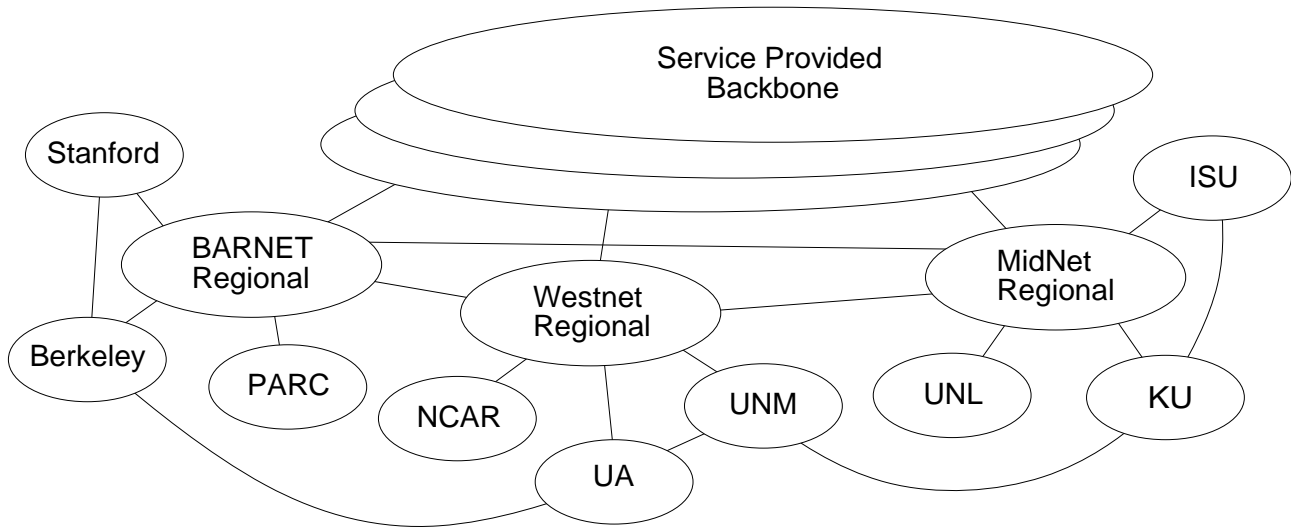 Service Provided
Backbone
Stanford
ISU
BARNET
Regional
MidNet
Regional
Westnet
Regional
Berkeley
PARC
NCAR
UNM
UNL
KU
UA